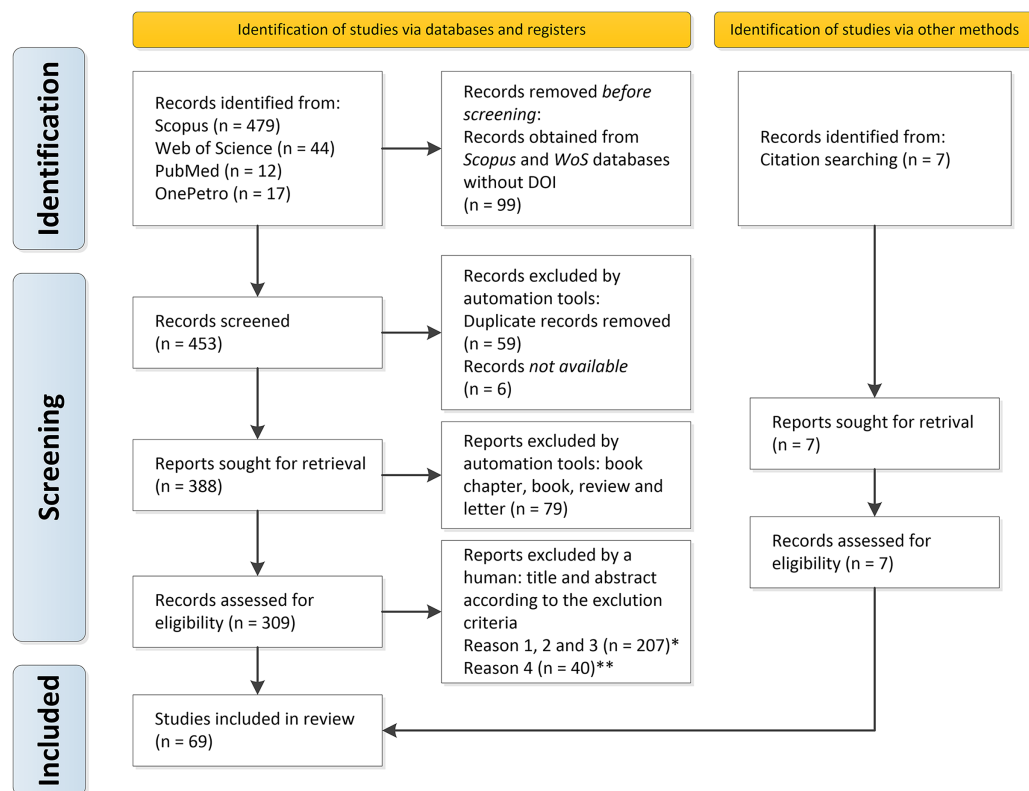 Identification of studies via databases and registers
Identification of studies via other methods
Identification
Records identified from:
Scopus (n = 479)
Web of Science (n = 44)
PubMed (n = 12)
OnePetro (n = 17)
Records removed before
screening:
Records obtained from
Scopus and WoS databases
without DOI
(n = 99)
Records identified from:
Citation searching (n = 7)
Screening
Records screened
(n = 453)
Records excluded by
automation tools:
Duplicate records removed
(n = 59)
Records not available
(n = 6)
Reports sought for retrieval
(n = 388)
Reports excluded by
automation tools: book
chapter, book, review and
letter (n = 79)
Reports sought for retrival
(n = 7)
Records assessed for
eligibility (n = 309)
Reports excluded by a
human: title and abstract
according to the exclution
criteria
Reason 1, 2 and 3 (n = 207)*
Reason 4 (n = 40)**
Records assessed for
eligibility (n = 7)
Included
Studies included in review
(n = 69)